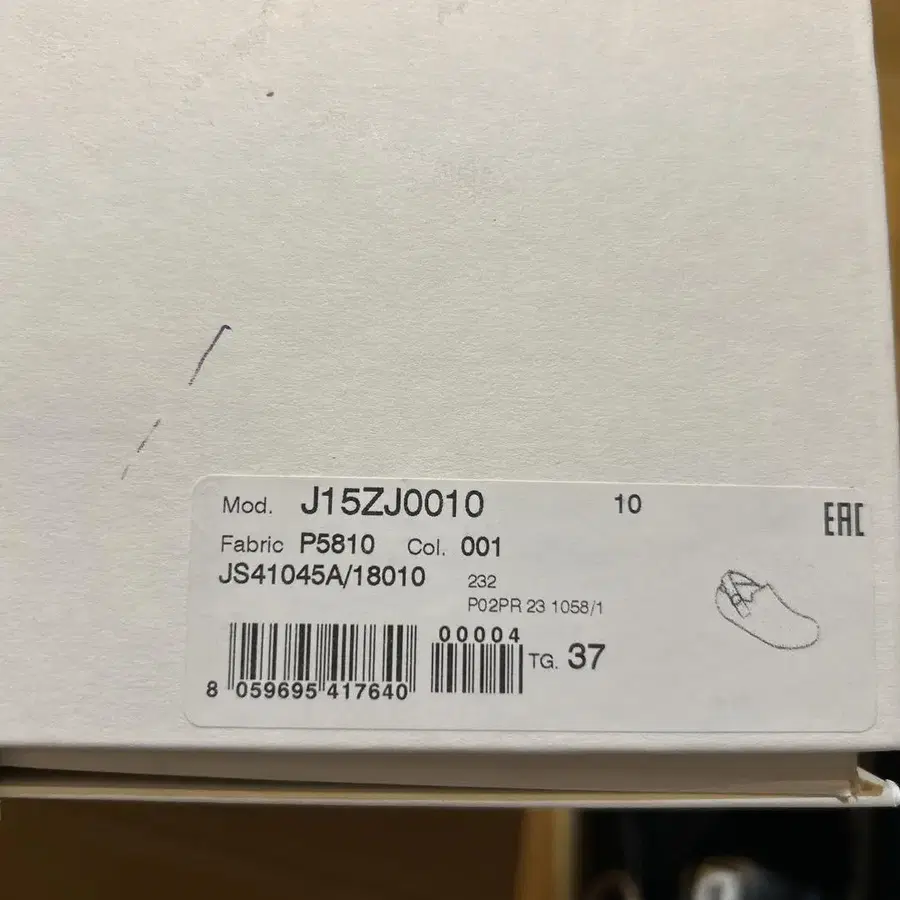 Mod. J15ZJ0010 10
EAC
Fabric P5810 Col. 001
JS41045A/18010 232
P02PR 23 1058/1
00004
TG. 37
8 059695 417640